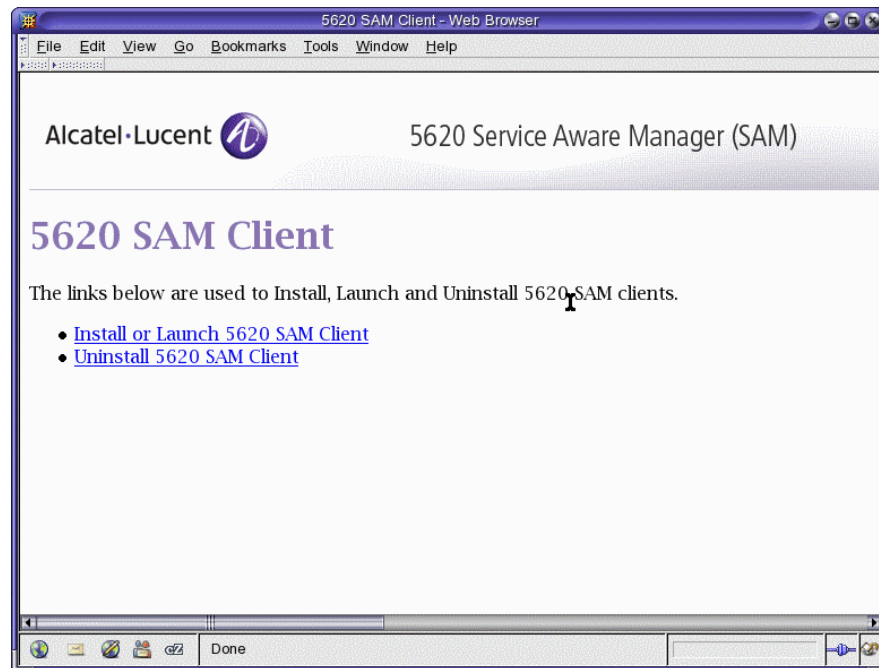 5620 SAM Client - Web Browser
File Edit View Go Bookmarks Tools Window Help
Alcatel·Lucent
5620 Service Aware Manager (SAM)
5620 SAM Client
The links below are used to Install, Launch and Uninstall 5620 SAM clients.
Install or Launch 5620 SAM Client
Uninstall 5620 SAM Client
Done